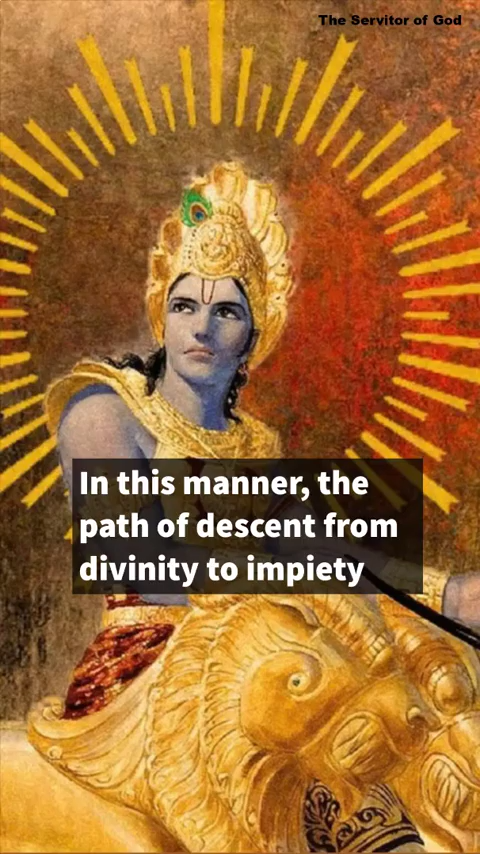 The Servitor of God
In this manner, the
path of descent from
divinity to impiety